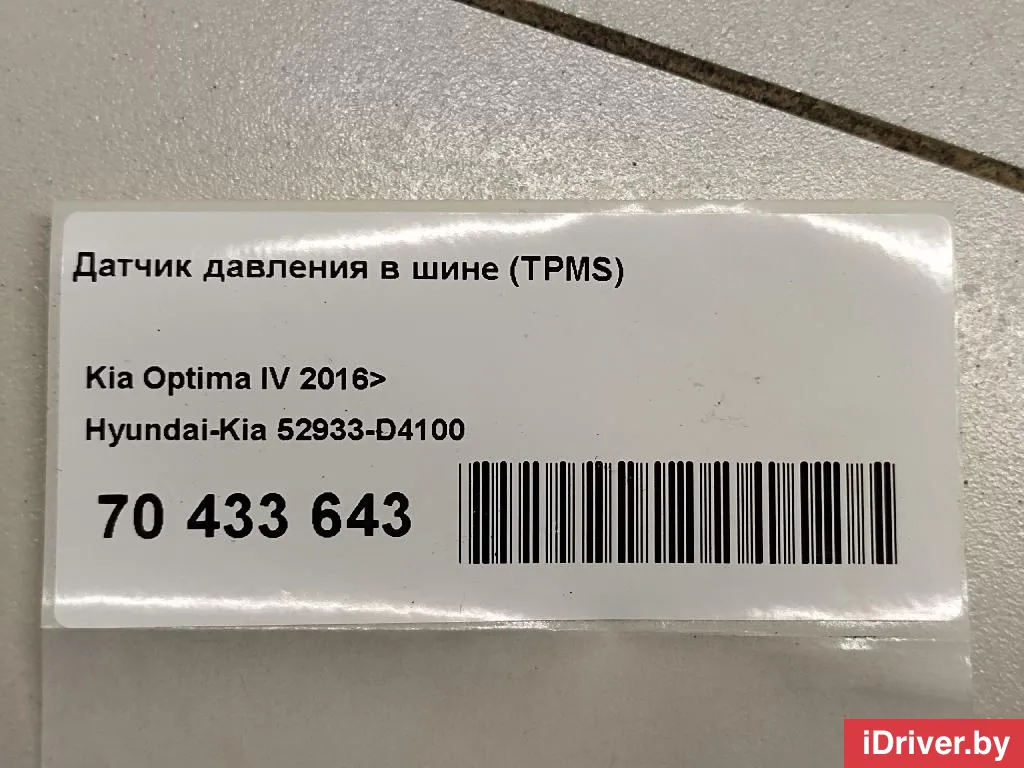 Датчик давления в шине (TPMS)
Kia Optima IV 2016>
Hyundai-Kia 52933-D4100
70 433 643
iDriver.by